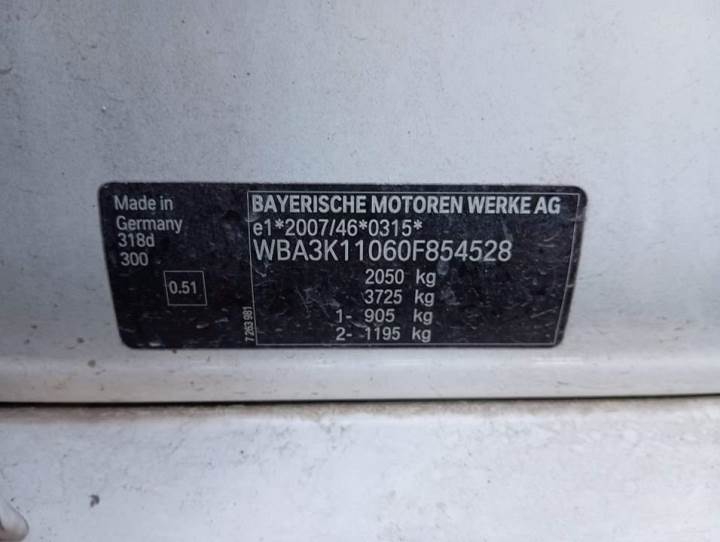 Made in
Germany
318d
300
0.51
7 263 981
BAYERISCHE MOTOREN WERKE AG
e1*2007/46*0315*
WBA3K11060F854528
2050 kg
3725 kg
1- 905 kg
2- 1195 kg